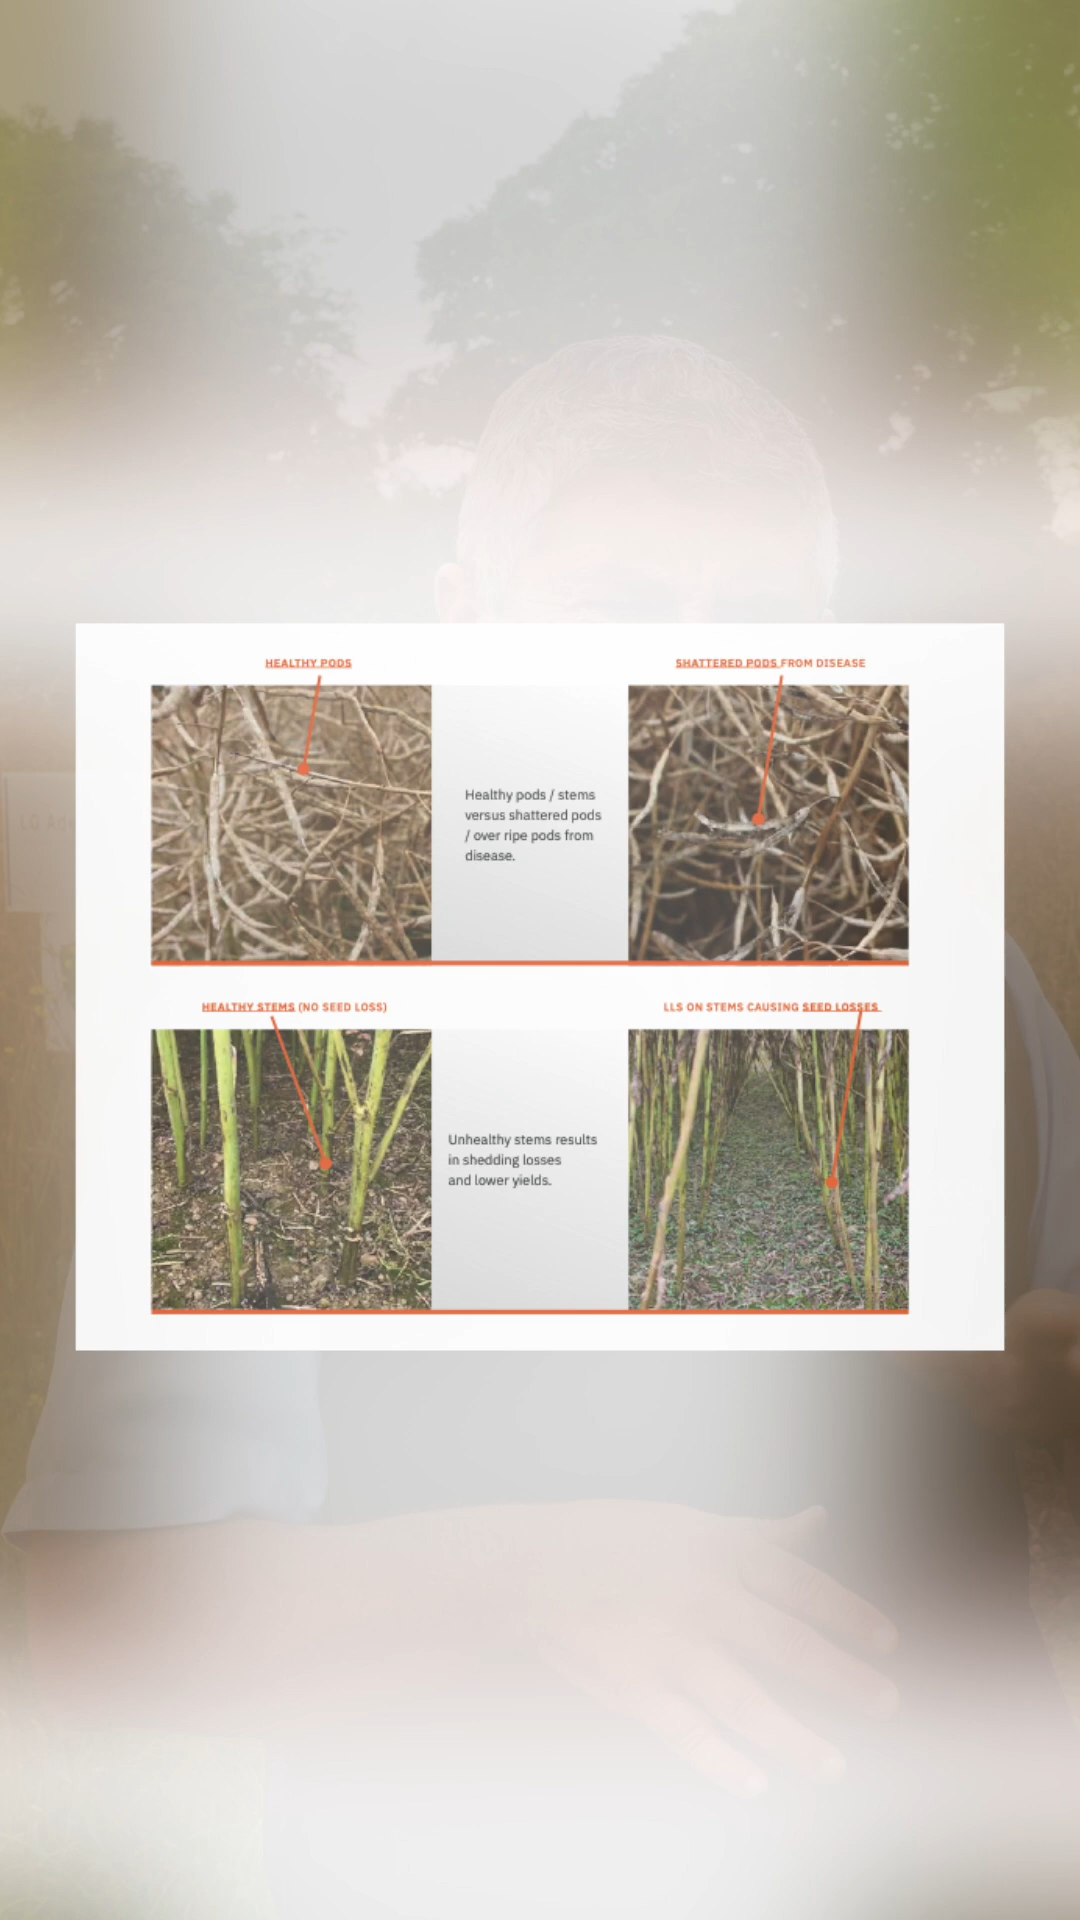 HEALTHY PODS
SHATTERED PODS FROM DISEASE
Healthy pods / stems
versus shattered pods
/ over ripe pods from
disease.
HEALTHY STEMS (NO SEED LOSS)
LLS ON STEMS CAUSING SEED LOSSES
Unhealthy stems results
in shedding losses
and lower yields.